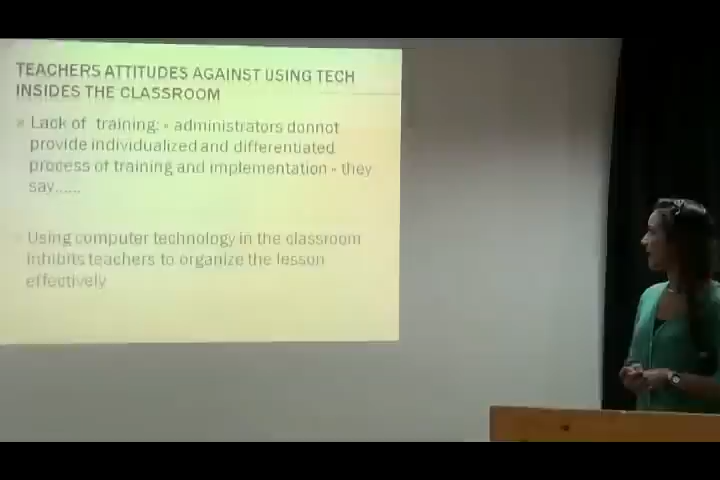 TEACHERS ATTITUDES AGAINST USING TECH
INSIDES THE CLASSROOM
Lack of training: « administrators donnot
provide individualized and differentiated
process of training and implementation » they
say......
Using computer technology in the classroom
inhibits teachers to organize the lesson
effectively